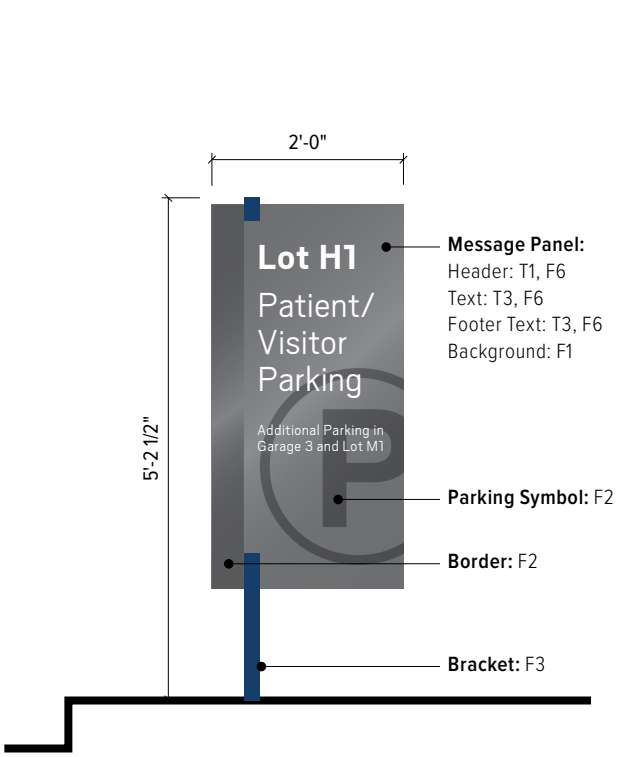 2'-0"
5'-2 1/2"
Lot H1
Patient/
Visitor
Parking
Additional Parking in
Garage 3 and Lot M1
P
Message Panel:
Header: T1, F6
Text: T3, F6
Footer Text: T3, F6
Background: F1
Parking Symbol: F2
Border: F2
Bracket: F3